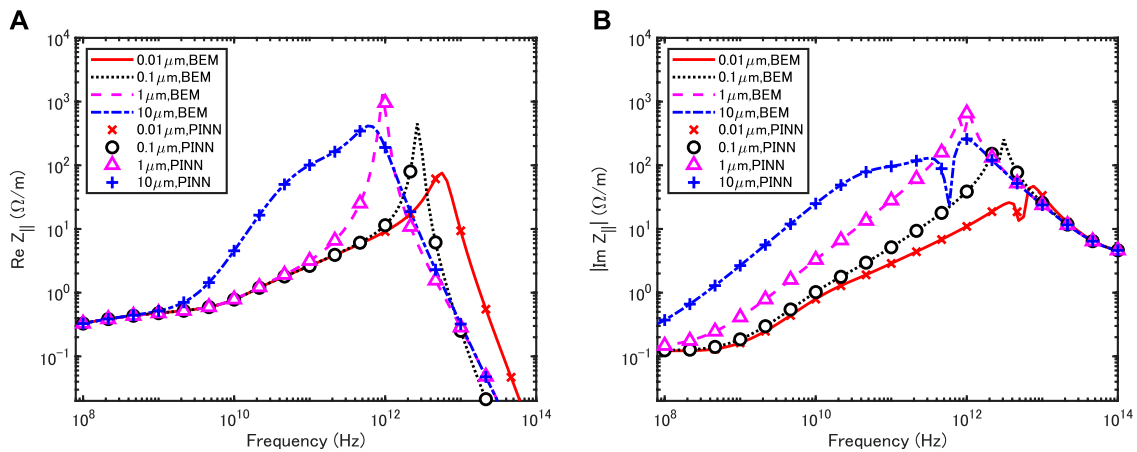 A
Re Z|| (Ω/m)
10^4
10^3
10^2
10^1
10^0
10^-1
0.01μm,BEM
0.1μm,BEM
1μm,BEM
10μm,BEM
0.01μm,PINN
0.1μm,PINN
1μm,PINN
10μm,PINN
10^8
10^10
10^12
10^14
Frequency (Hz)
B
|Im Z|||(Ω/m)
10^4
10^3
10^2
10^1
10^0
10^-1
0.01μm,BEM
0.1μm,BEM
1μm,BEM
10μm,BEM
0.01μm,PINN
0.1μm,PINN
1μm,PINN
10μm,PINN
10^8
10^10
10^12
10^14
Frequency (Hz)